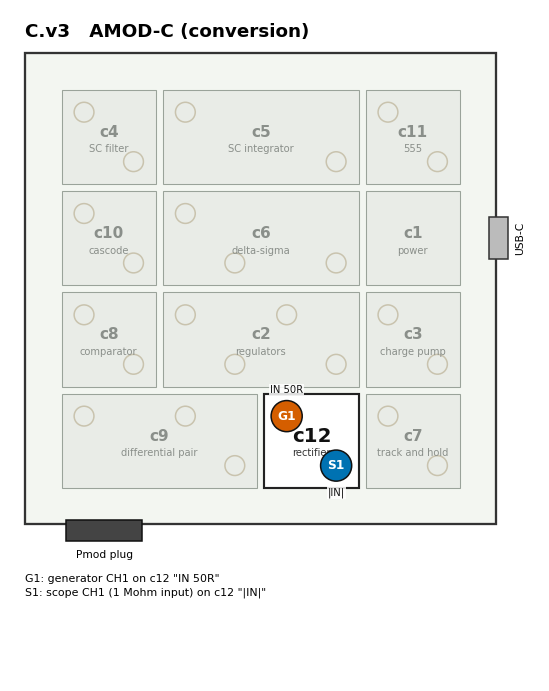 C.v3 AMOD-C (conversion)
c4
SC filter
c5
SC integrator
c11
555
c10
cascode
c6
delta-sigma
c1
power
USB-C
c8
comparator
c2
regulators
c3
charge pump
IN 50R
G1
c9
differential pair
c12
rectifier
S1
|IN|
c7
track and hold
Pmod plug
G1: generator CH1 on c12 "IN 50R"
S1: scope CH1 (1 Mohm input) on c12 "|IN|"